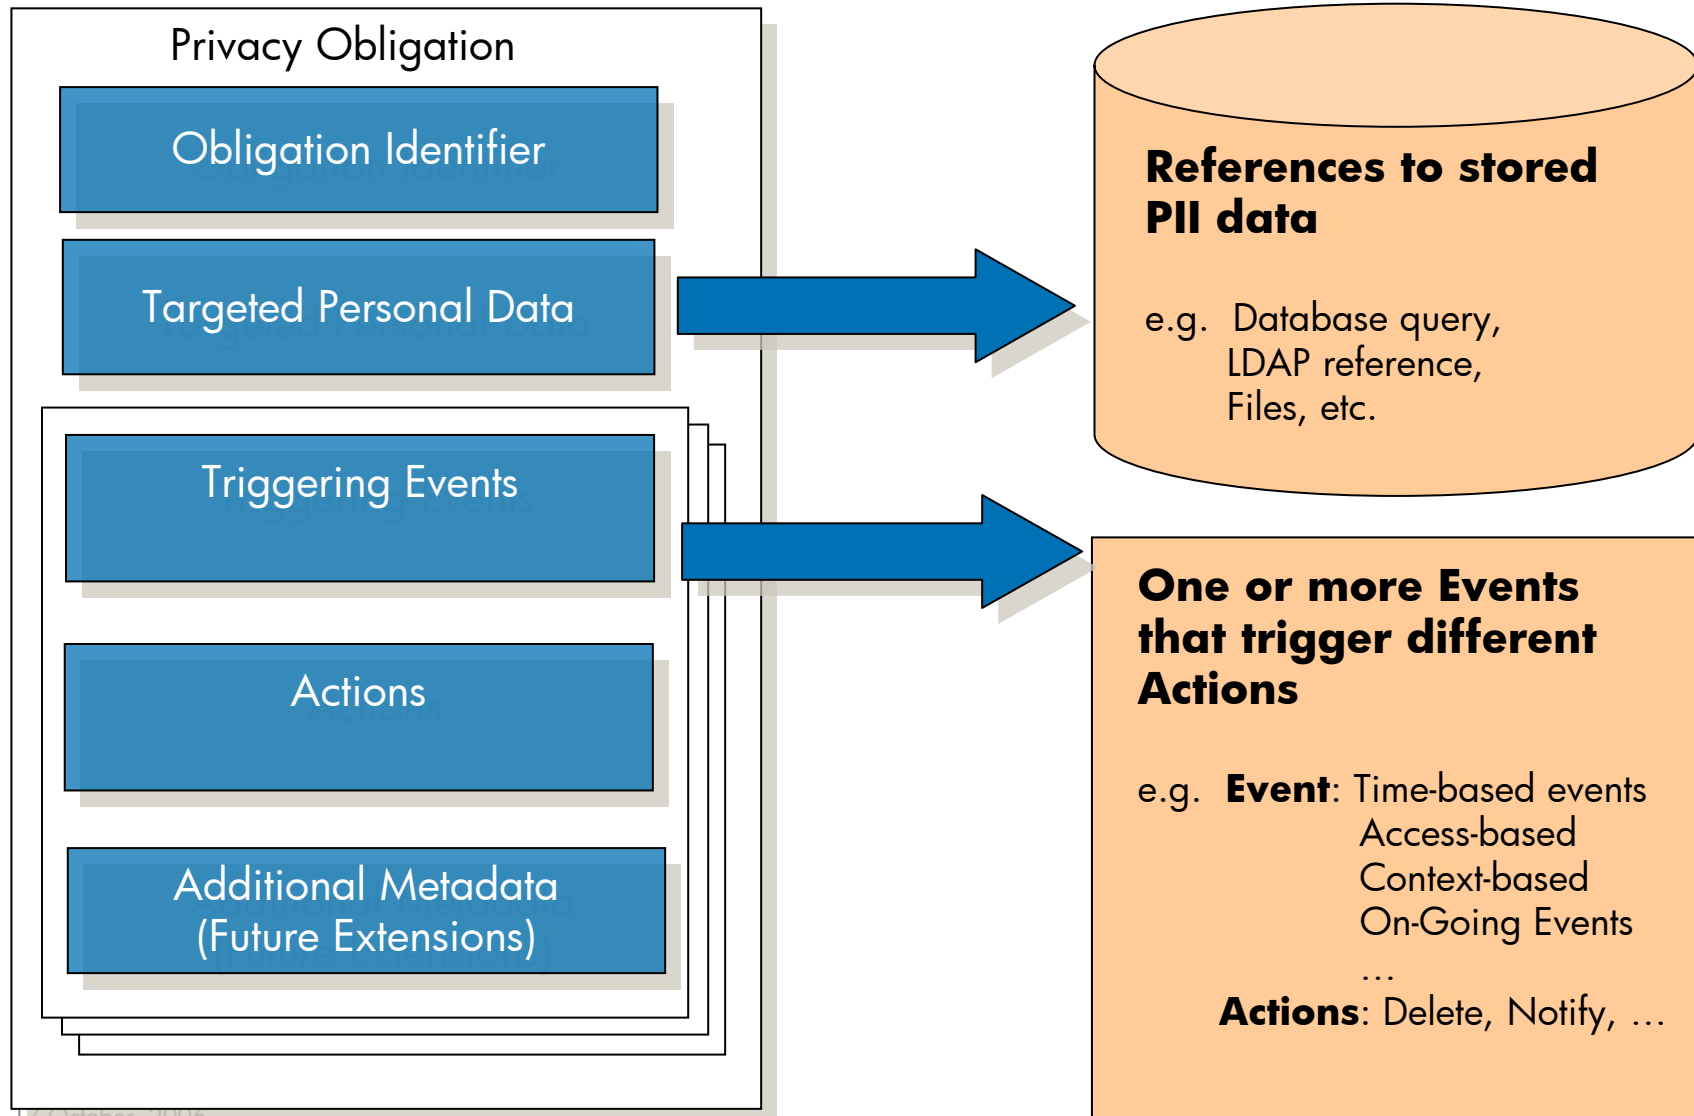 Privacy Obligation
Obligation Identifier
Targeted Personal Data
Triggering Events
Actions
Additional Metadata
(Future Extensions)
References to stored
PII data
e.g. Database query,
LDAP reference,
Files, etc.
One or more Events
that trigger different
Actions
e.g. Event: Time-based events
Access-based
Context-based
On-Going Events
...
Actions: Delete, Notify, ...
October, 2006